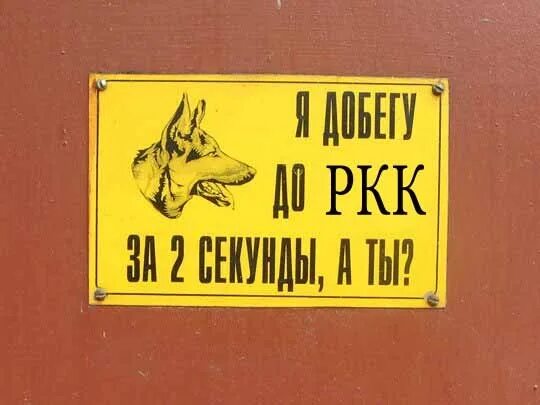 Я ДОБЕГУ
ДО РКК
ЗА 2 СЕКУНДЫ, А ТЫ?